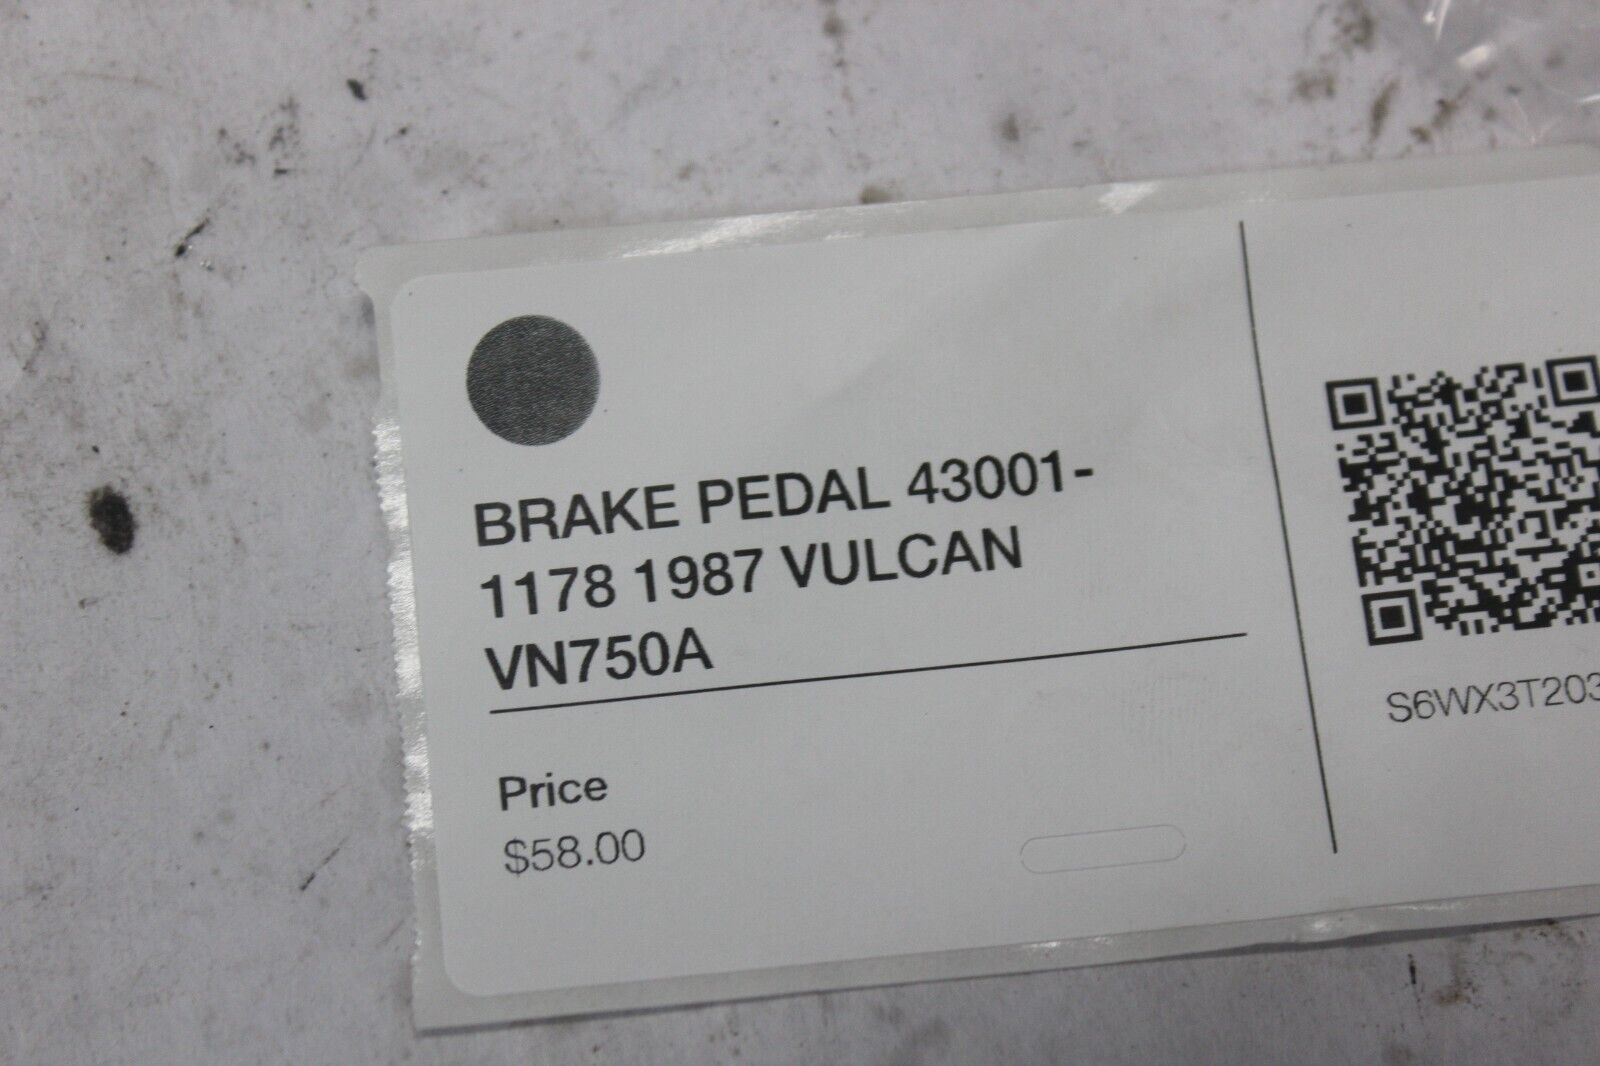 BRAKE PEDAL 43001-
1178 1987 VULCAN
VN750A
Price
$58.00
S6WX3T203